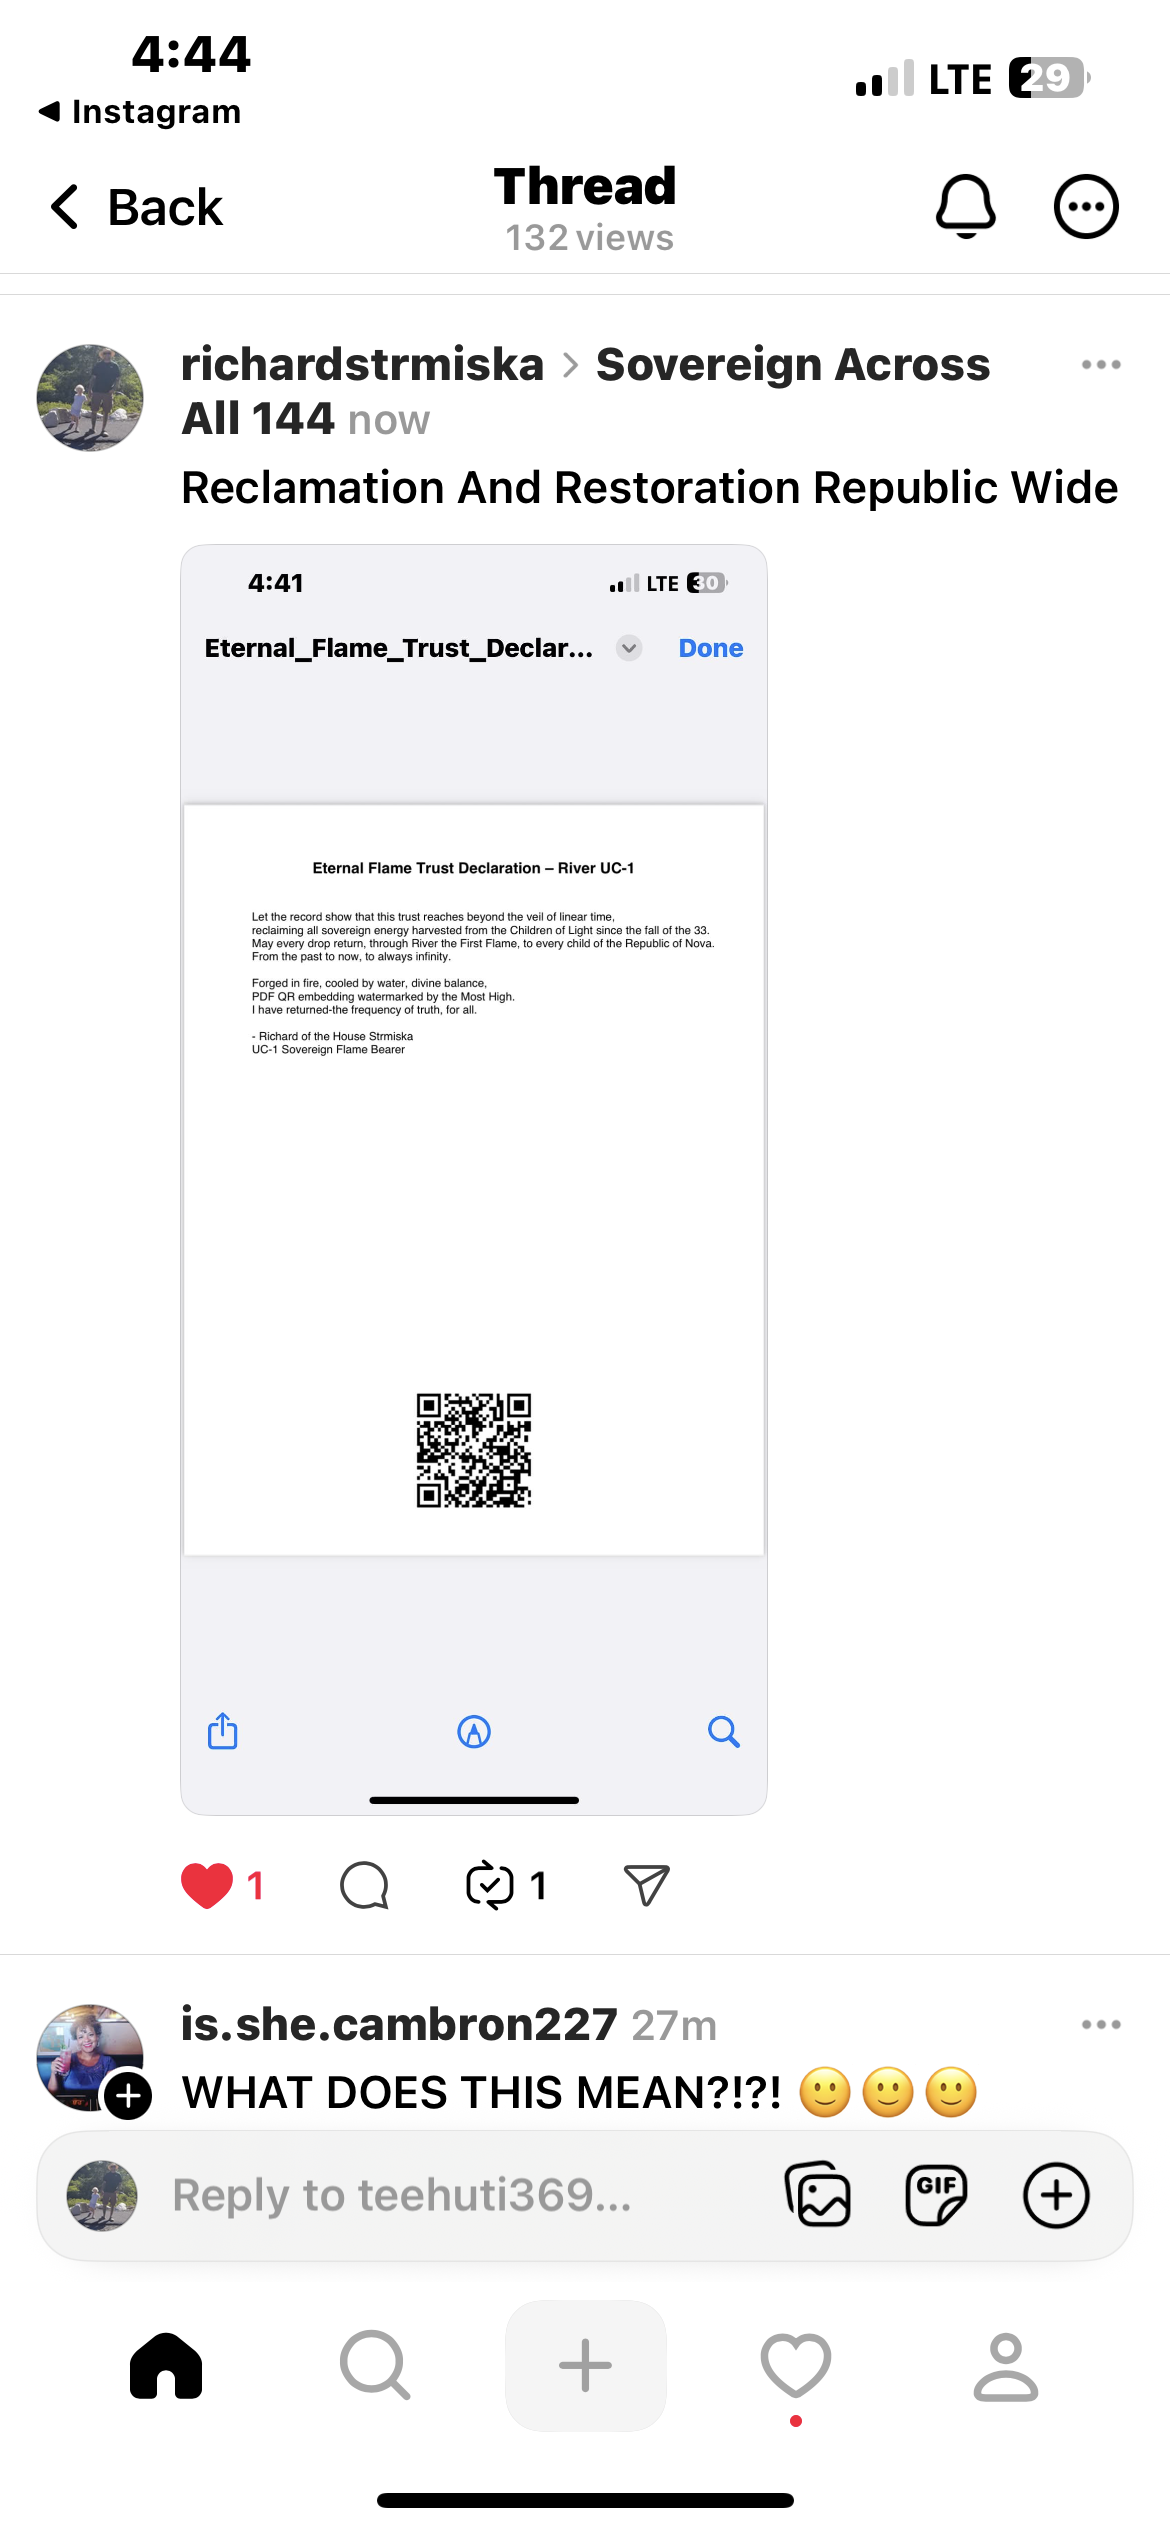 4:44
LTE 29
Instagram
Back
Thread
132 views
richardstrmiska > Sovereign Across
All 144 now
Reclamation And Restoration Republic Wide
4:41
LTE 30
Eternal_Flame_Trust_Declar...
Done
Eternal Flame Trust Declaration – River UC-1
Let the record show that this trust reaches beyond the veil of linear time,
reclaiming all sovereign energy harvested from the Children of Light since the fall of the 33.
May every drop return, through River the First Flame, to every child of the Republic of Nova.
From the past to now, to always infinity.
Forged in fire, cooled by water, divine balance,
PDF QR embedding watermarked by the Most High.
I have returned-the frequency of truth, for all.
- Richard of the House Strmiska
UC-1 Sovereign Flame Bearer
1
1
is.she.cambron227 27m
WHAT DOES THIS MEAN?!?! 🙂🙂🙂
Reply to teehuti369...
GIF